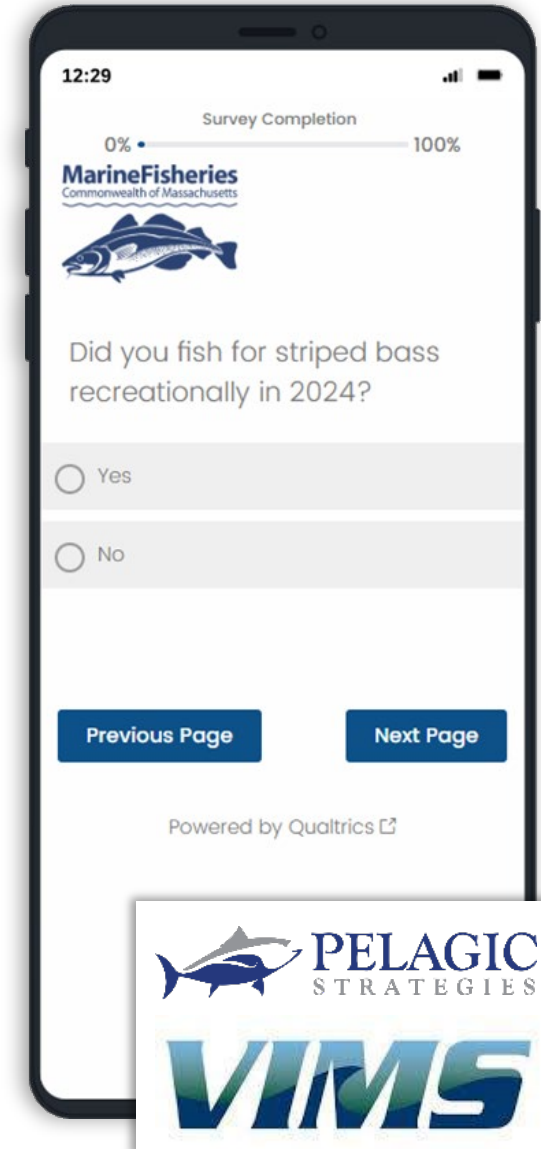 12:29
Survey Completion
0% 100%
MarineFisheries
Commonwealth of Massachusetts
Did you fish for striped bass
recreationally in 2024?
Yes
No
Previous Page Next Page
Powered by Qualtrics
PELAGIC
STRATEGIES
VIMS